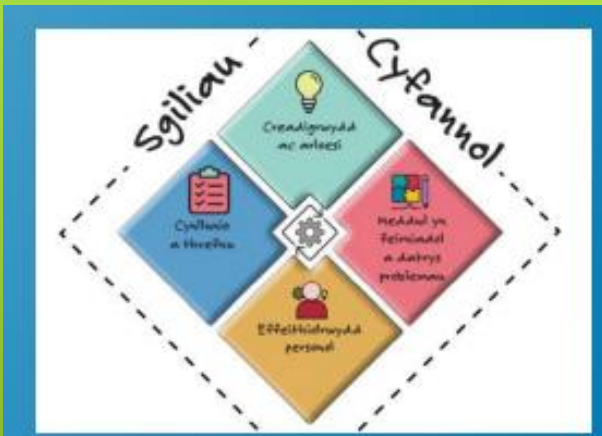 Sgiliau
Cyfannol
Creadigrwydd
ac arloesi
Cynllunio
a threfnu
Meddwl yn
feirniadol
a datrys
problemau
Effeithiolrwydd
personol